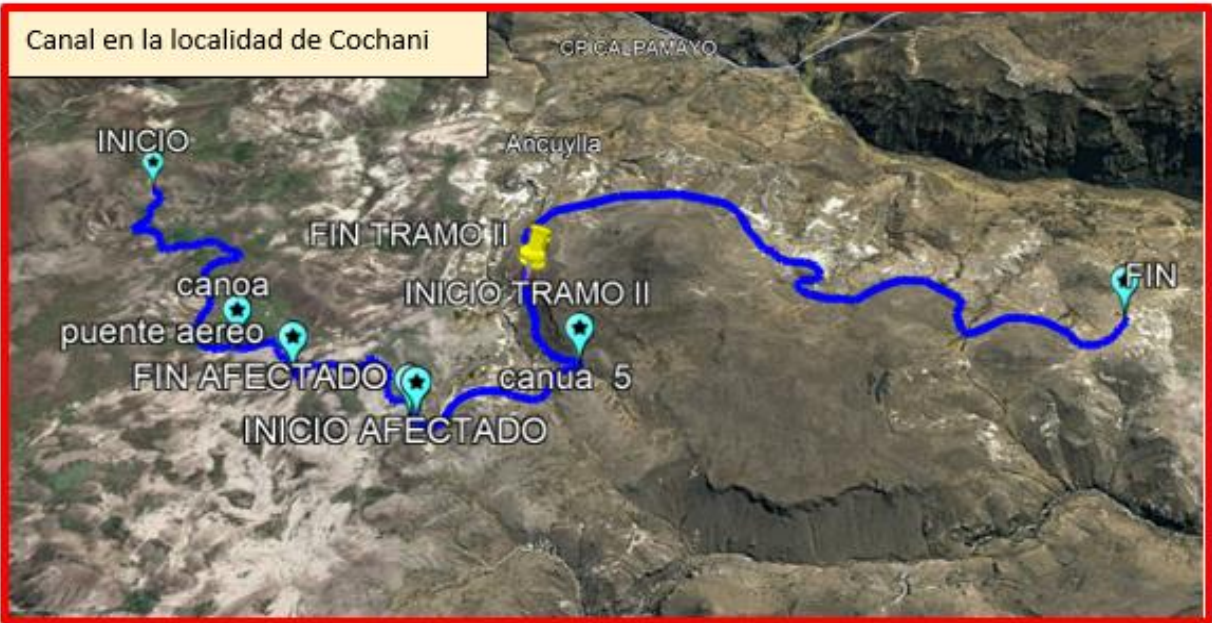 Canal en la localidad de Cochani
CP CALPAMAYO
INICIO
Ancuylla
FIN TRAMO II
FIN
canoa
INICIO TRAMO II
puente aereo
FIN AFECTADO
canua 5
INICIO AFECTADO